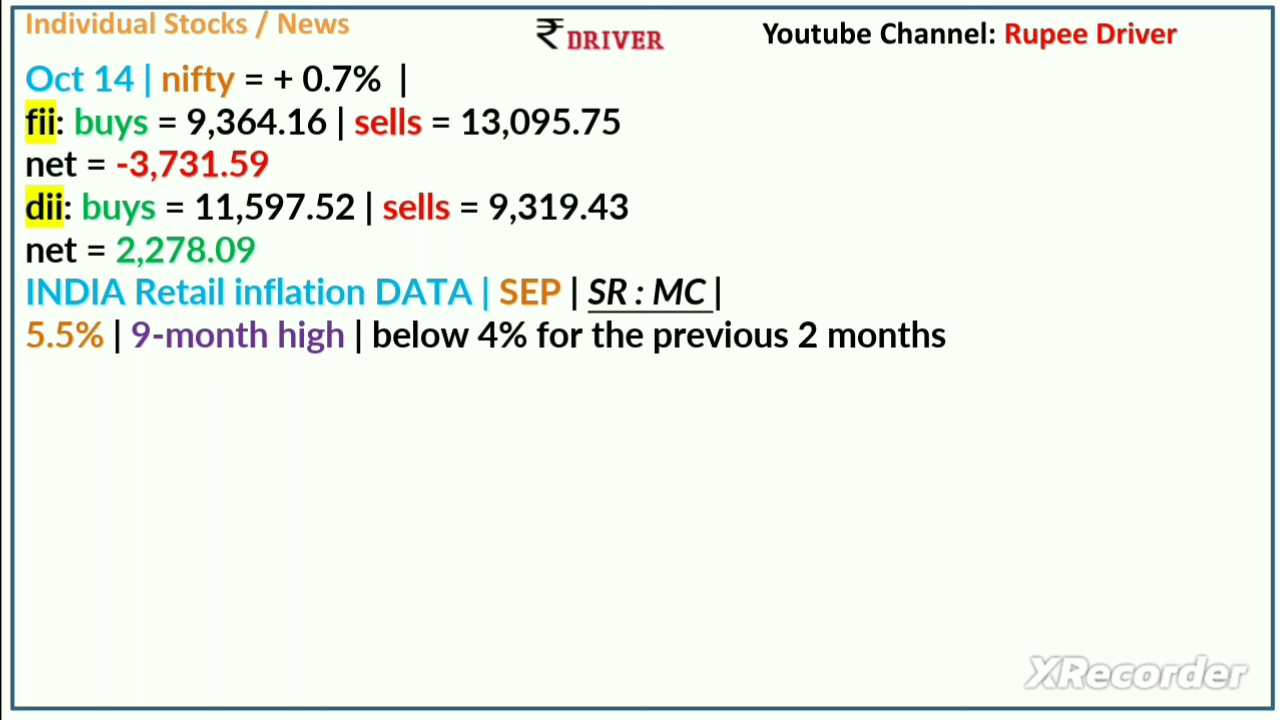 Individual Stocks / News
₹ DRIVER
Youtube Channel: Rupee Driver
Oct 14 | nifty = + 0.7% |
fii: buys = 9,364.16 | sells = 13,095.75
net = -3,731.59
dii: buys = 11,597.52 | sells = 9,319.43
net = 2,278.09
INDIA Retail inflation DATA | SEP | SR : MC |
5.5% | 9-month high | below 4% for the previous 2 months
XRecorder